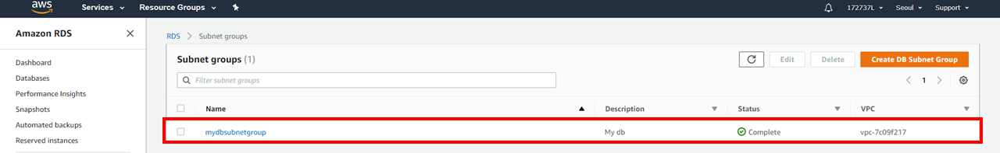 aws Services Resource Groups 172737L Seoul Support
Amazon RDS
Dashboard
Databases
Performance Insights
Snapshots
Automated backups
Reserved instances
RDS > Subnet groups
Subnet groups (1) Edit Delete Create DB Subnet Group
Filter subnet groups 1
Name Description Status VPC
mydbsubnetgroup My db Complete vpc-7c09f217